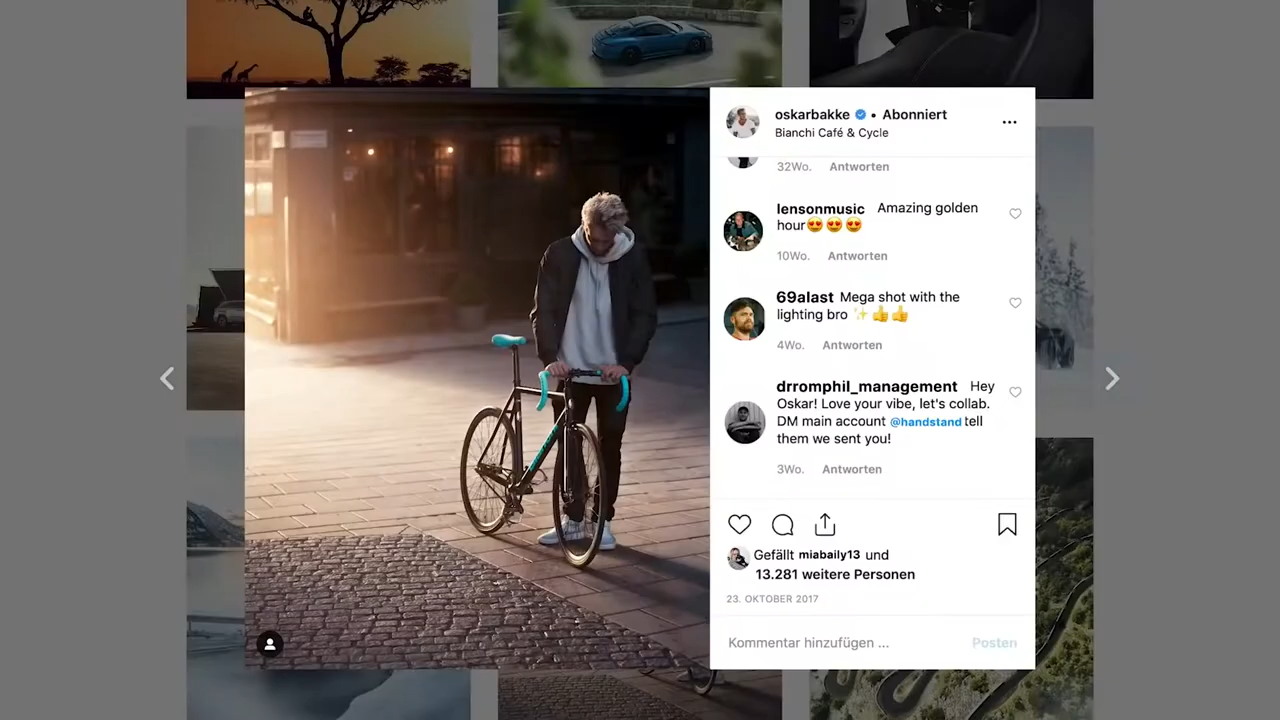 oskarbakke • Abonniert
Bianchi Café & Cycle
32Wo. Antworten
lensonmusic Amazing golden
hour😍😍😍
10Wo. Antworten
69alast Mega shot with the
lighting bro ✨👍👍
4Wo. Antworten
drromphil_management Hey
Oskar! Love your vibe, let's collab.
DM main account @handstand tell
them we sent you!
3Wo. Antworten
Gefällt miabaily13 und
13.281 weitere Personen
23. OKTOBER 2017
Kommentar hinzufügen ... Posten